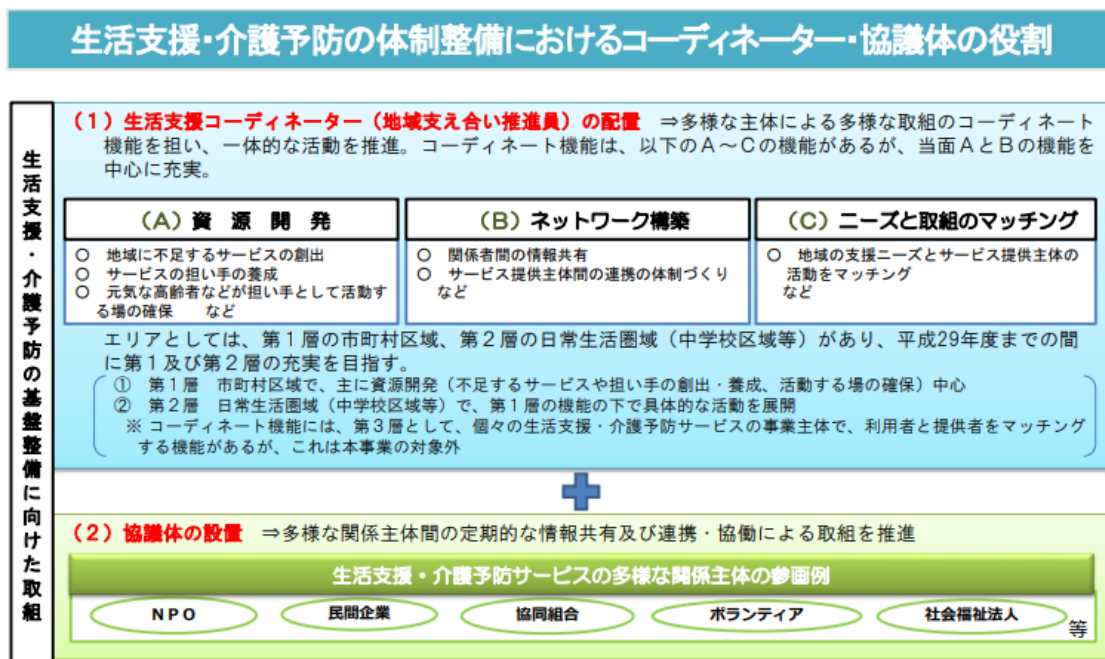 生活支援・介護予防の体制整備におけるコーディネーター・協議体の役割
生活支援・介護予防の基盤整備に向けた取組
（１）生活支援コーディネーター（地域支え合い推進員）の配置　⇒多様な主体による多様な取組のコーディネート
機能を担い、一体的な活動を推進。コーディネート機能は、以下のA～Cの機能があるが、当面AとBの機能を
中心に充実。
（A）資　源　開　発
○　地域に不足するサービスの創出
○　サービスの担い手の養成
○　元気な高齢者などが担い手として活動す
る場の確保　　など
（B）ネットワーク構築
○　関係者間の情報共有
○　サービス提供主体間の連携の体制づくり
など
（C）ニーズと取組のマッチング
○　地域の支援ニーズとサービス提供主体の
活動をマッチング
など
エリアとしては、第１層の市町村区域、第２層の日常生活圏域（中学校区域等）があり、平成29年度までの間
に第１及び第２層の充実を目指す。
①　第１層　市町村区域で、主に資源開発（不足するサービスや担い手の創出・養成、活動する場の確保）中心
②　第２層　日常生活圏域（中学校区域等）で、第１層の機能の下で具体的な活動を展開
※ コーディネート機能には、第３層として、個々の生活支援・介護予防サービスの事業主体で、利用者と提供者をマッチング
する機能があるが、これは本事業の対象外
（２）協議体の設置　⇒多様な関係主体間の定期的な情報共有及び連携・協働による取組を推進
生活支援・介護予防サービスの多様な関係主体の参画例
ＮＰＯ
民間企業
協同組合
ボランティア
社会福祉法人
等